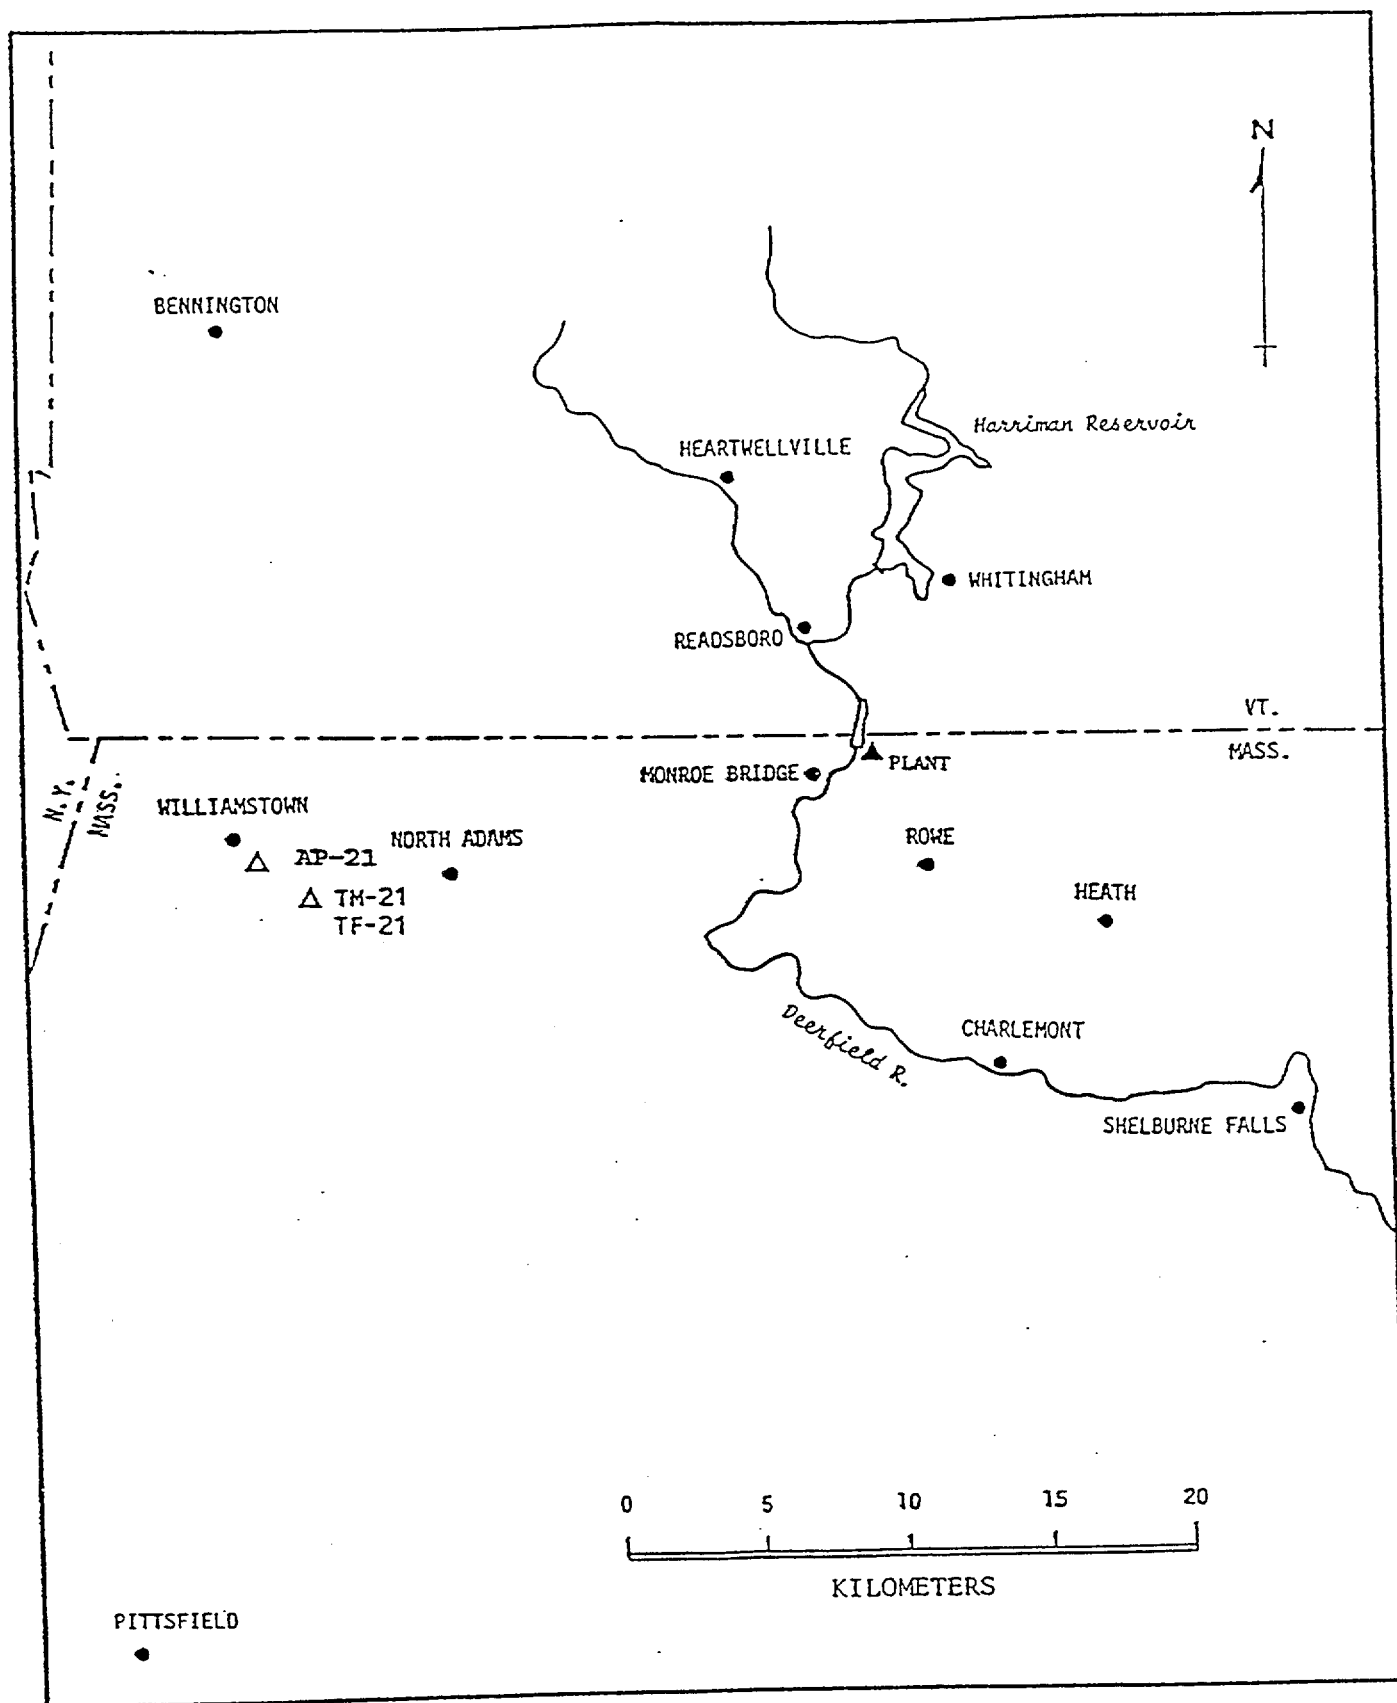 N
BENNINGTON
Harriman Reservoir
HEARTWELLVILLE
WHITINGHAM
READSBORO
VT.
MASS.
PLANT
MONROE BRIDGE
N.Y.
MASS.
WILLIAMSTOWN
NORTH ADAMS
ROWE
AP-21
HEATH
TM-21
TF-21
Deerfield R.
CHARLEMONT
SHELBURNE FALLS
0 5 10 15 20
KILOMETERS
PITTSFIELD